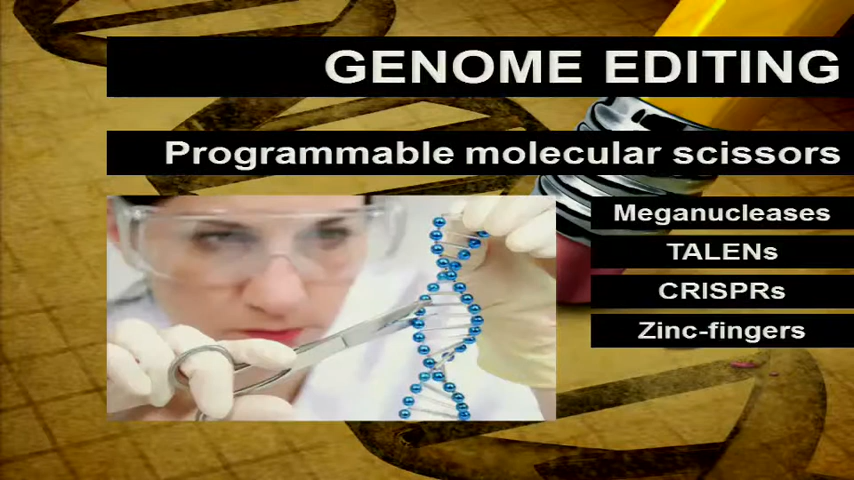 GENOME EDITING
Programmable molecular scissors
Meganucleases
TALENs
CRISPRs
Zinc-fingers